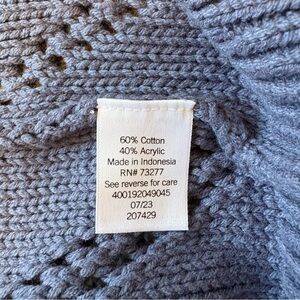 60% Cotton
40% Acrylic
Made in Indonesia
RN# 73277
See reverse for care
400192049045
07/23
207429